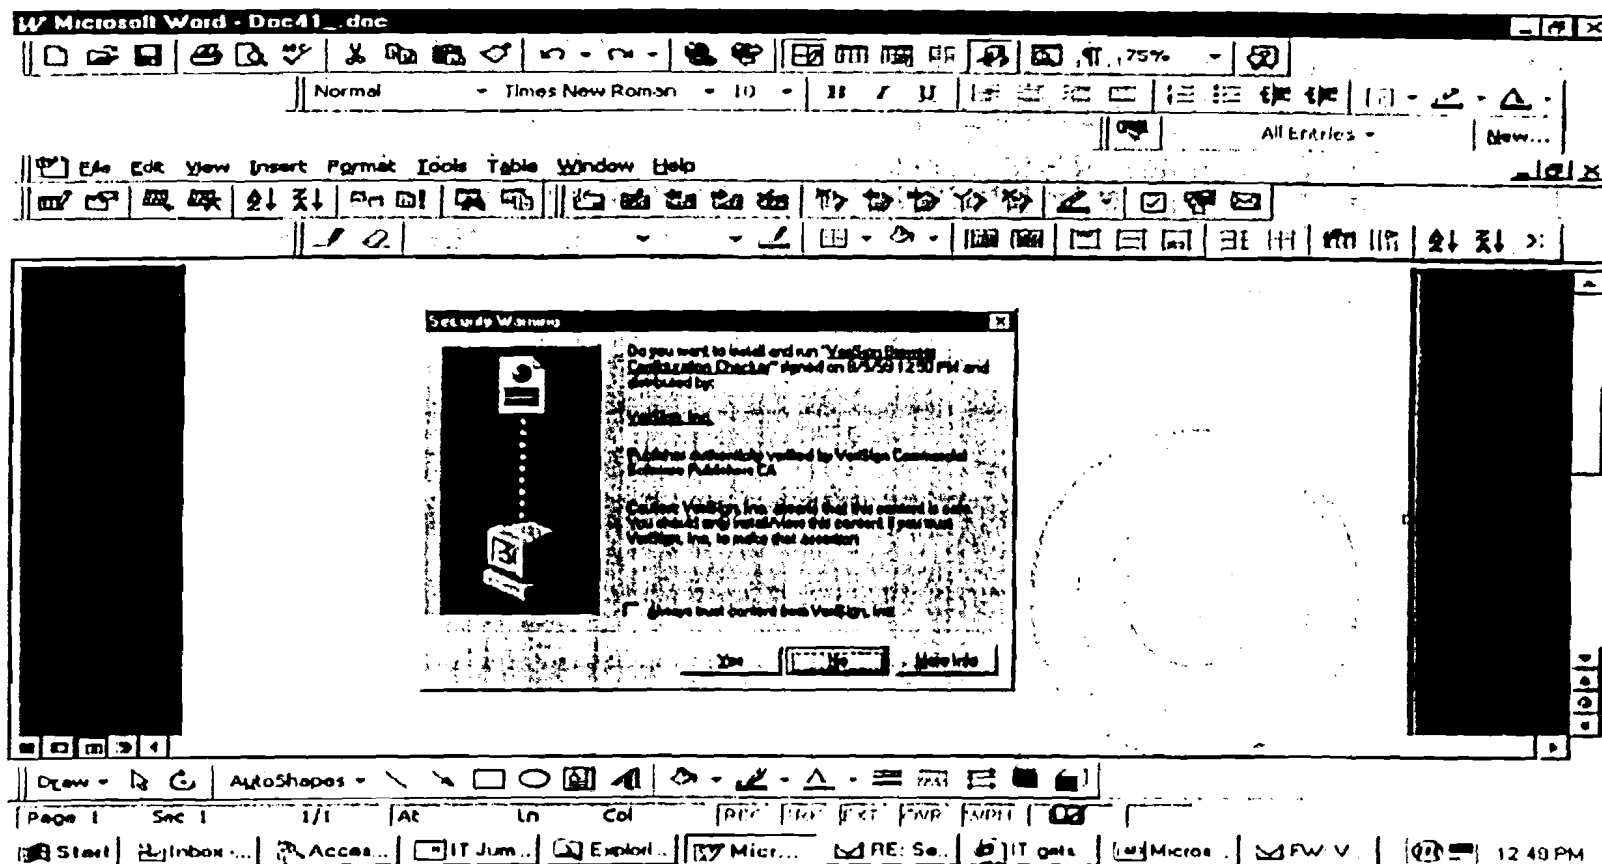 Microsoft Word - Doc41_.doc
75%
Normal Times New Roman 10 B I U
All Entries New...
File Edit View Insert Format Tools Table Window Help
Security Warning
Do you want to install and run "VeriSign Browser
Configuration Checker" signed on 8/5/99 12:50 PM and
distributed by:
VeriSign, Inc.
Publisher authenticity verified by VeriSign Commercial
Software Publishers CA
Caution: VeriSign, Inc. asserts that this content is safe.
You should only install/view this content if you trust
VeriSign, Inc. to make that assertion.
Always trust content from VeriSign, Inc.
Yes No More Info
Draw AutoShapes
Page 1 Sec 1 1/1 At Ln Col REC TRK EXT OVR WPH
Start Inbox -... Acces... IT Jum... Explori... Micr... RE: Se... IT gets Micros... FW: V... 12:49 PM